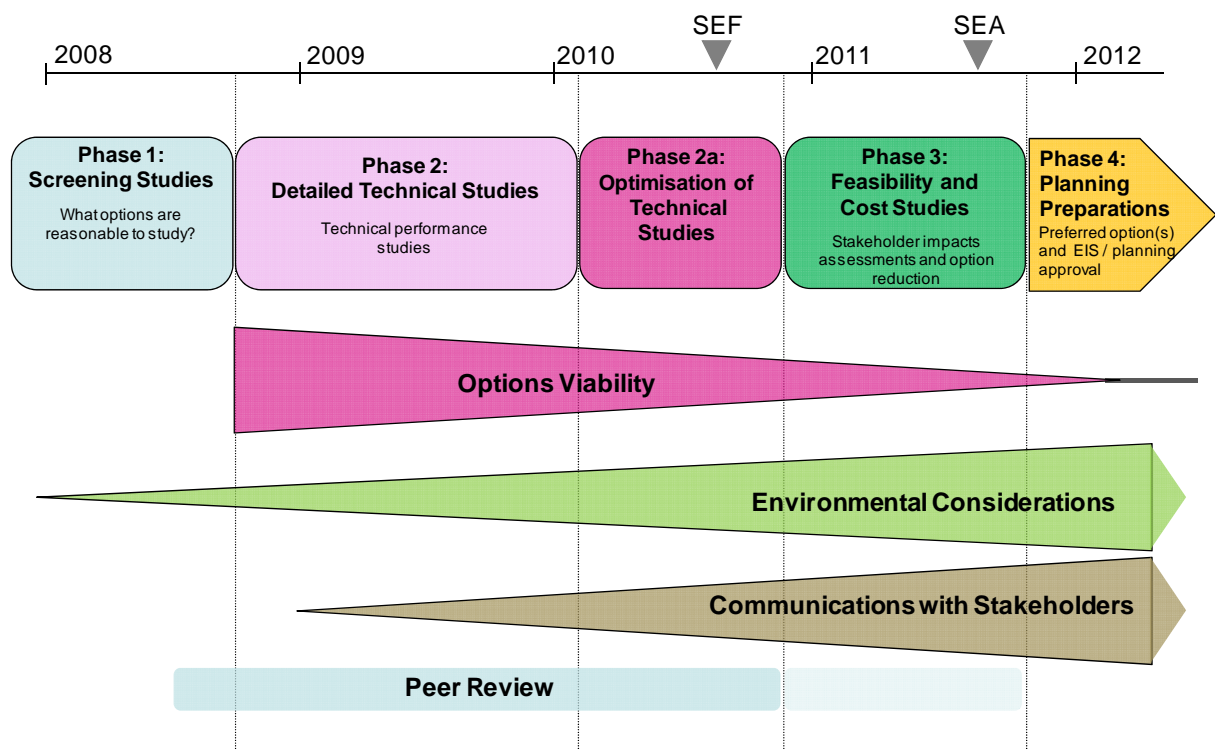 SEF
SEA
2008
2009
2010
2011
2012
Phase 1:
Screening Studies
What options are
reasonable to study?
Phase 2:
Detailed Technical Studies
Technical performance
studies
Phase 2a:
Optimisation of
Technical
Studies
Phase 3:
Feasibility and
Cost Studies
Stakeholder impacts
assessments and option
reduction
Phase 4:
Planning
Preparations
Preferred option(s)
and EIS / planning
approval
Options Viability
Environmental Considerations
Communications with Stakeholders
Peer Review